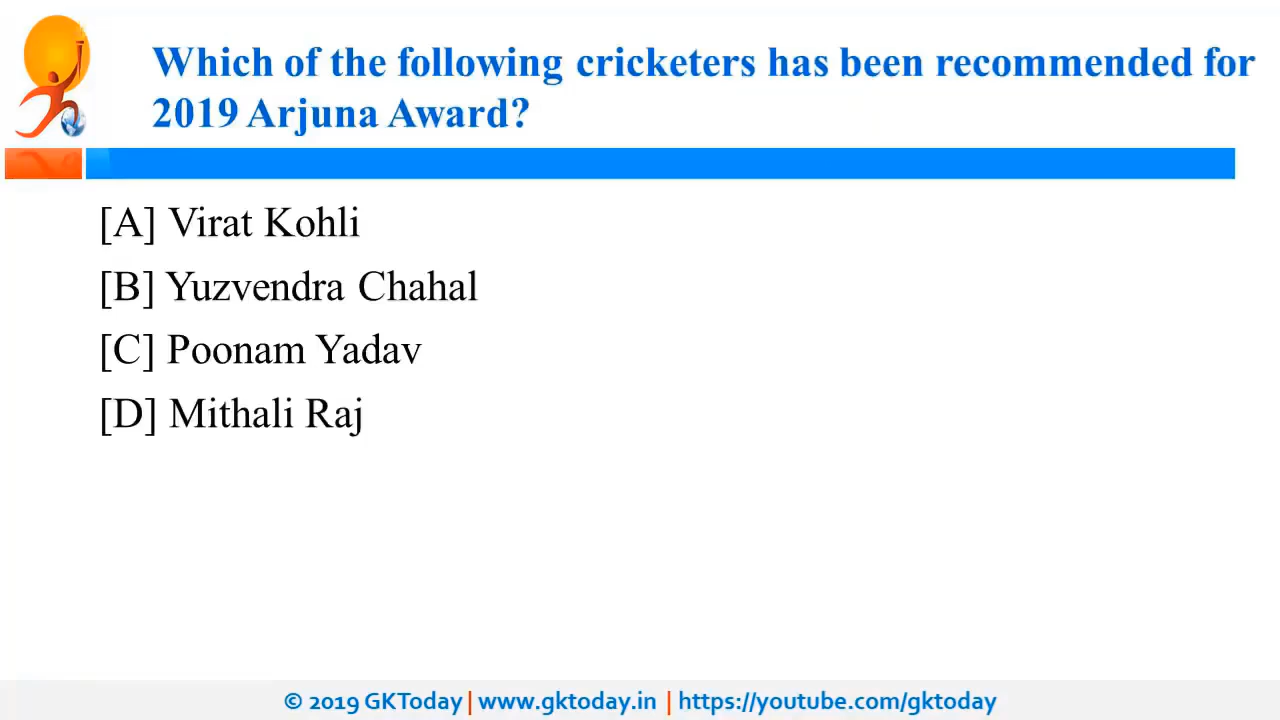 Which of the following cricketers has been recommended for
2019 Arjuna Award?
[A] Virat Kohli
[B] Yuzvendra Chahal
[C] Poonam Yadav
[D] Mithali Raj
© 2019 GKToday | www.gktoday.in | https://youtube.com/gktoday